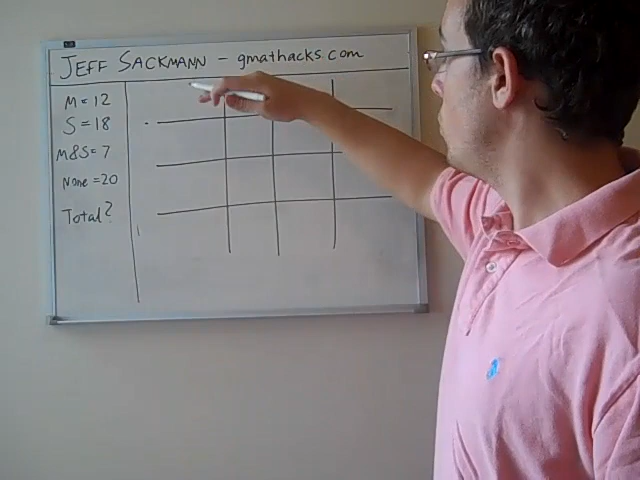 JEFF SACKMANN - gmathacks.com
M = 12
S = 18
M&S = 7
None = 20
Total?